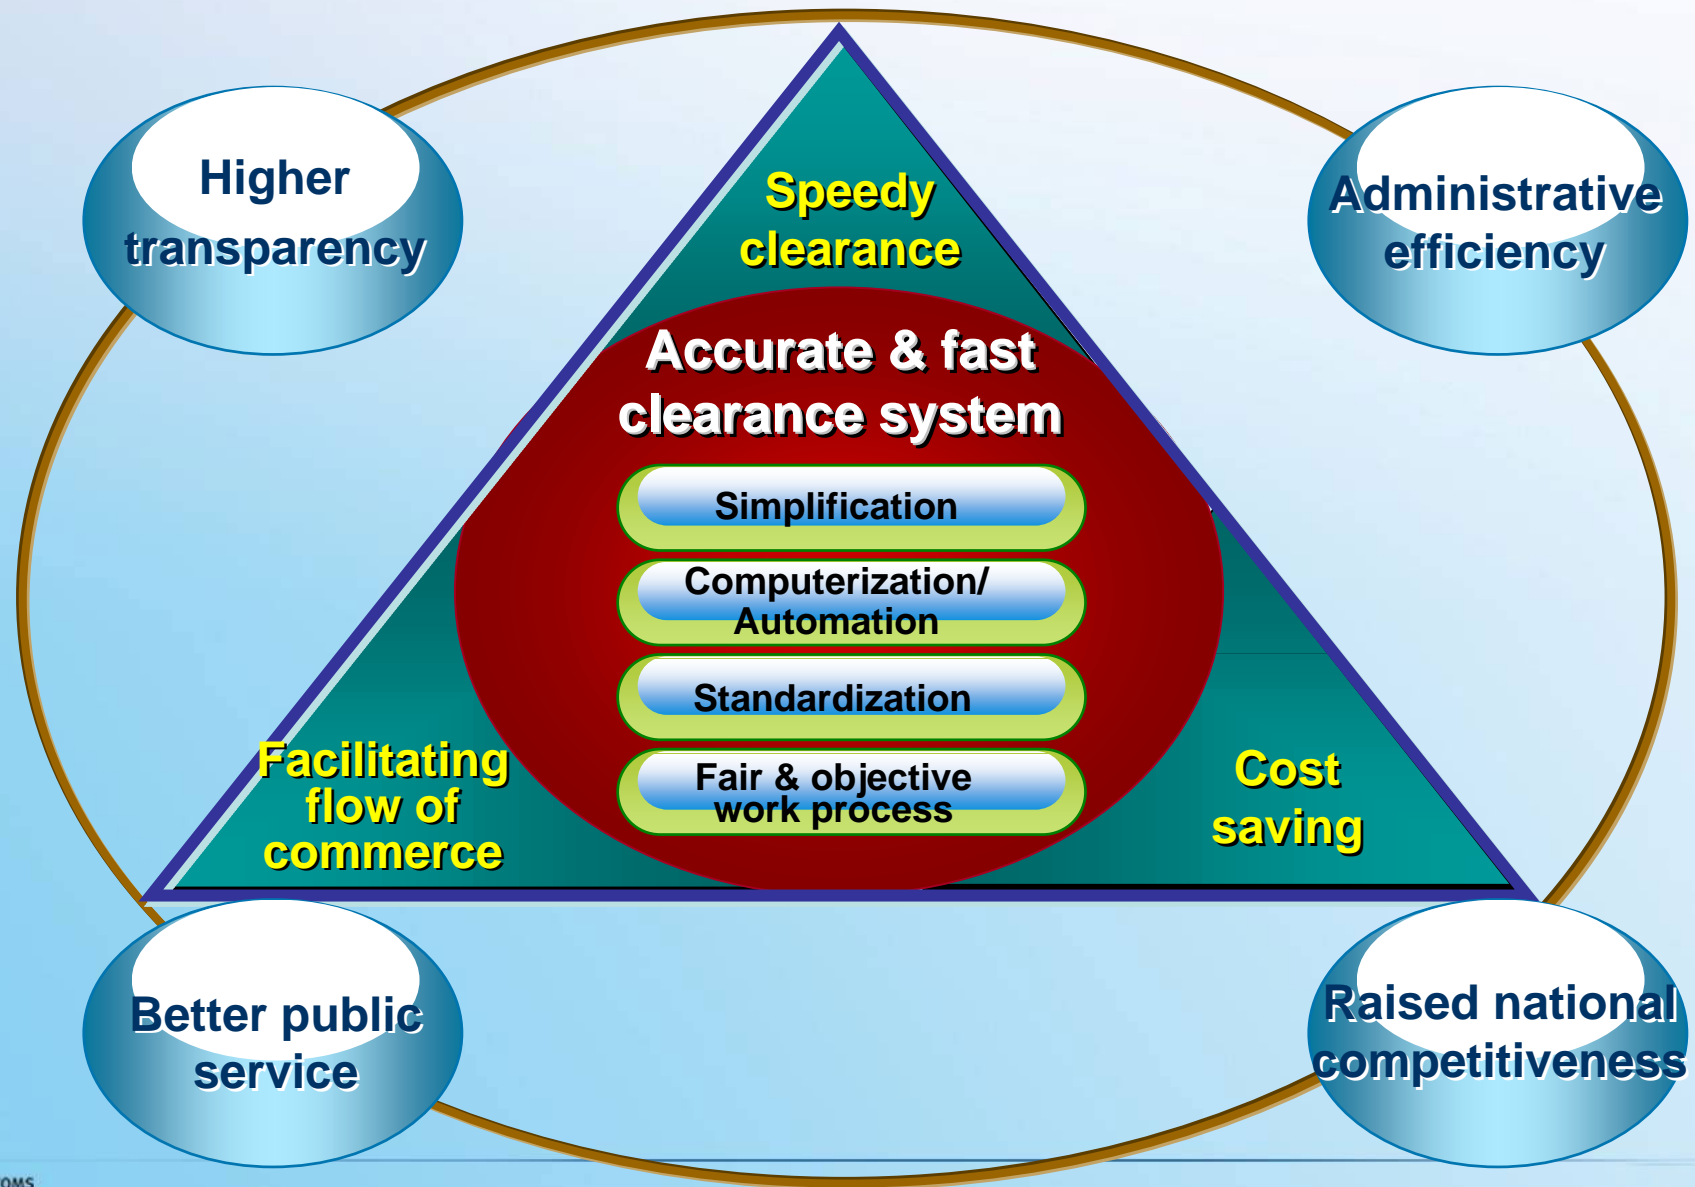 Higher
transparency
Speedy
clearance
Administrative
efficiency
Accurate & fast
clearance system
Simplification
Computerization/
Automation
Standardization
Fair & objective
work process
Facilitating
flow of
commerce
Cost
saving
Better public
service
Raised national
competitiveness